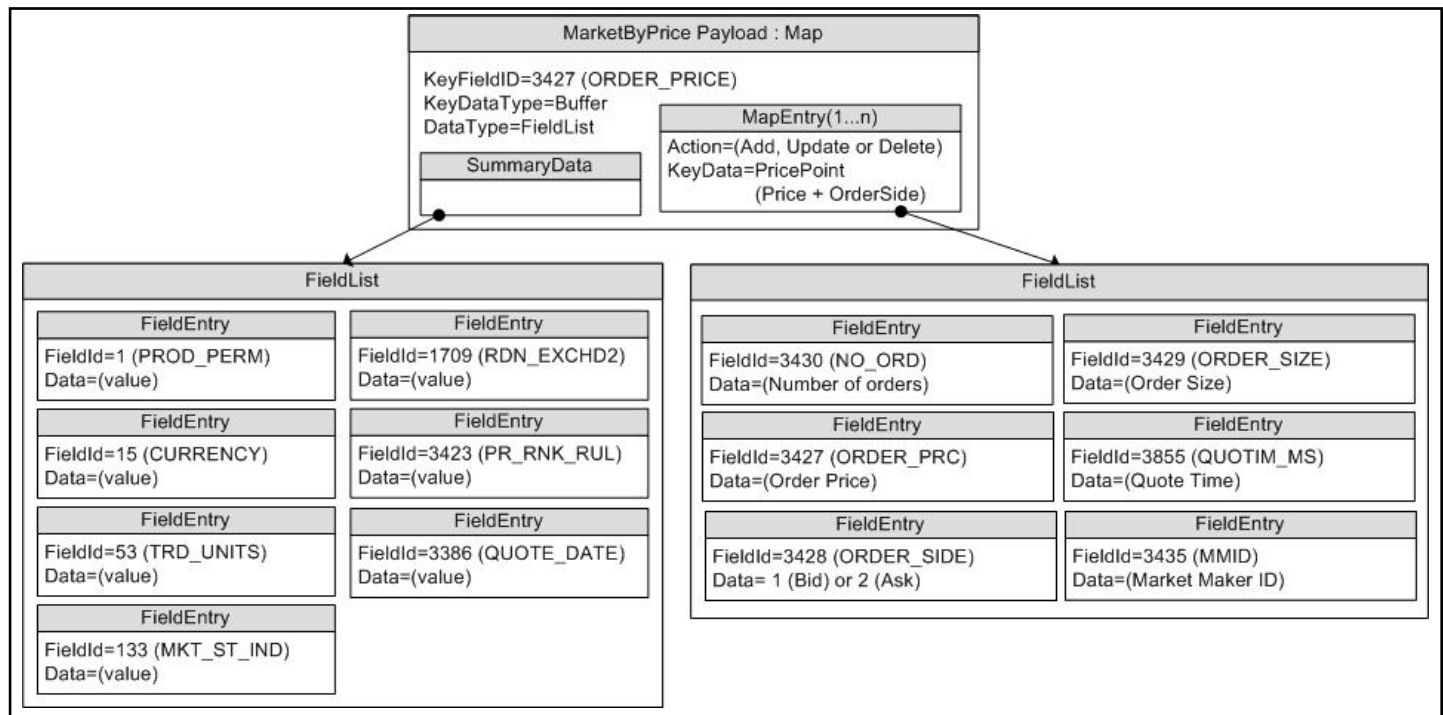 MarketByPrice Payload : Map
KeyFieldID=3427 (ORDER_PRICE)
KeyDataType=Buffer
DataType=FieldList
SummaryData
MapEntry(1...n)
Action=(Add, Update or Delete)
KeyData=PricePoint
(Price + OrderSide)
FieldList
FieldEntry
FieldId=1 (PROD_PERM)
Data=(value)
FieldEntry
FieldId=1709 (RDN_EXCHD2)
Data=(value)
FieldEntry
FieldId=15 (CURRENCY)
Data=(value)
FieldEntry
FieldId=3423 (PR_RNK_RUL)
Data=(value)
FieldEntry
FieldId=53 (TRD_UNITS)
Data=(value)
FieldEntry
FieldId=3386 (QUOTE_DATE)
Data=(value)
FieldEntry
FieldId=133 (MKT_ST_IND)
Data=(value)
FieldList
FieldEntry
FieldId=3430 (NO_ORD)
Data=(Number of orders)
FieldEntry
FieldId=3429 (ORDER_SIZE)
Data=(Order Size)
FieldEntry
FieldId=3427 (ORDER_PRC)
Data=(Order Price)
FieldEntry
FieldId=3855 (QUOTIM_MS)
Data=(Quote Time)
FieldEntry
FieldId=3428 (ORDER_SIDE)
Data= 1 (Bid) or 2 (Ask)
FieldEntry
FieldId=3435 (MMID)
Data=(Market Maker ID)